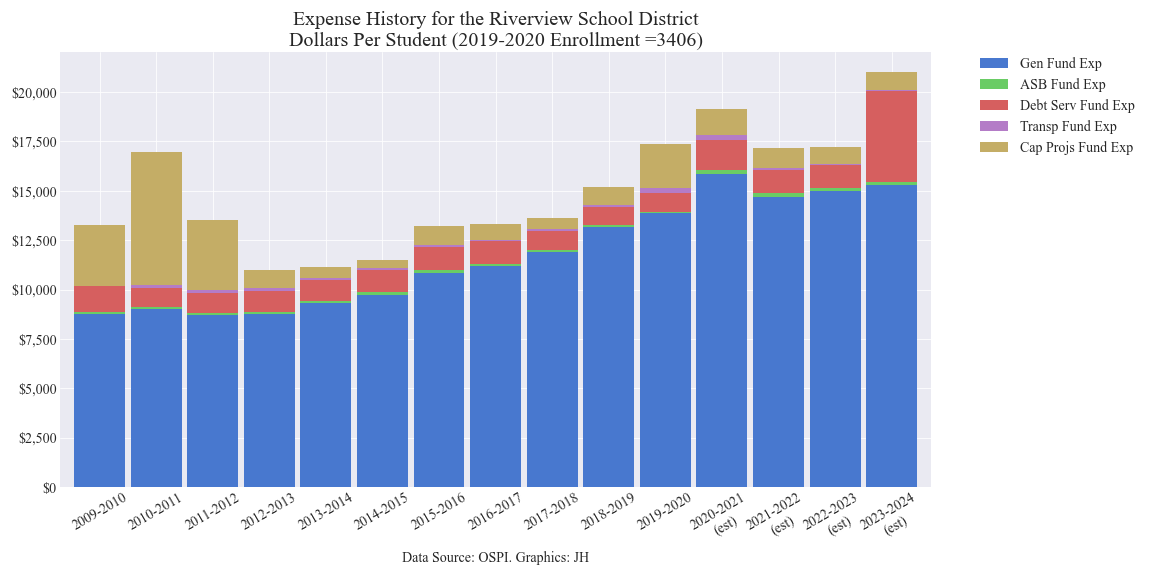 Expense History for the Riverview School District
Dollars Per Student (2019-2020 Enrollment =3406)
Gen Fund Exp
ASB Fund Exp
Debt Serv Fund Exp
Transp Fund Exp
Cap Projs Fund Exp
$20,000
$17,500
$15,000
$12,500
$10,000
$7,500
$5,000
$2,500
$0
2009-2010
2010-2011
2011-2012
2012-2013
2013-2014
2014-2015
2015-2016
2016-2017
2017-2018
2018-2019
2019-2020
2020-2021
(est)
2021-2022
(est)
2022-2023
(est)
2023-2024
(est)
Data Source: OSPI. Graphics: JH